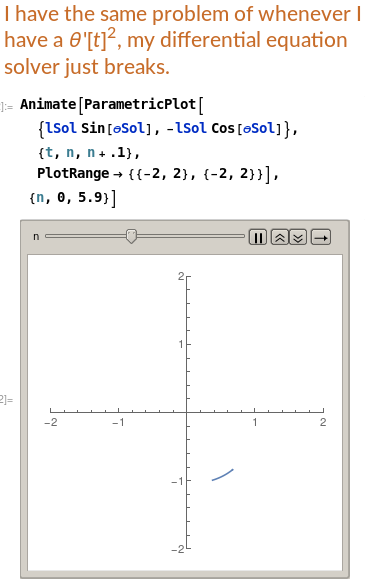 I have the same problem of whenever I
have a θ'[t]², my differential equation
solver just breaks.
]:= Animate[ParametricPlot[
{lSol Sin[θSol], -lSol Cos[θSol]},
{t, n, n + .1},
PlotRange → {{-2, 2}, {-2, 2}}],
{n, 0, 5.9}]
n
2
1
2]=
-2 -1 1 2
-1
-2